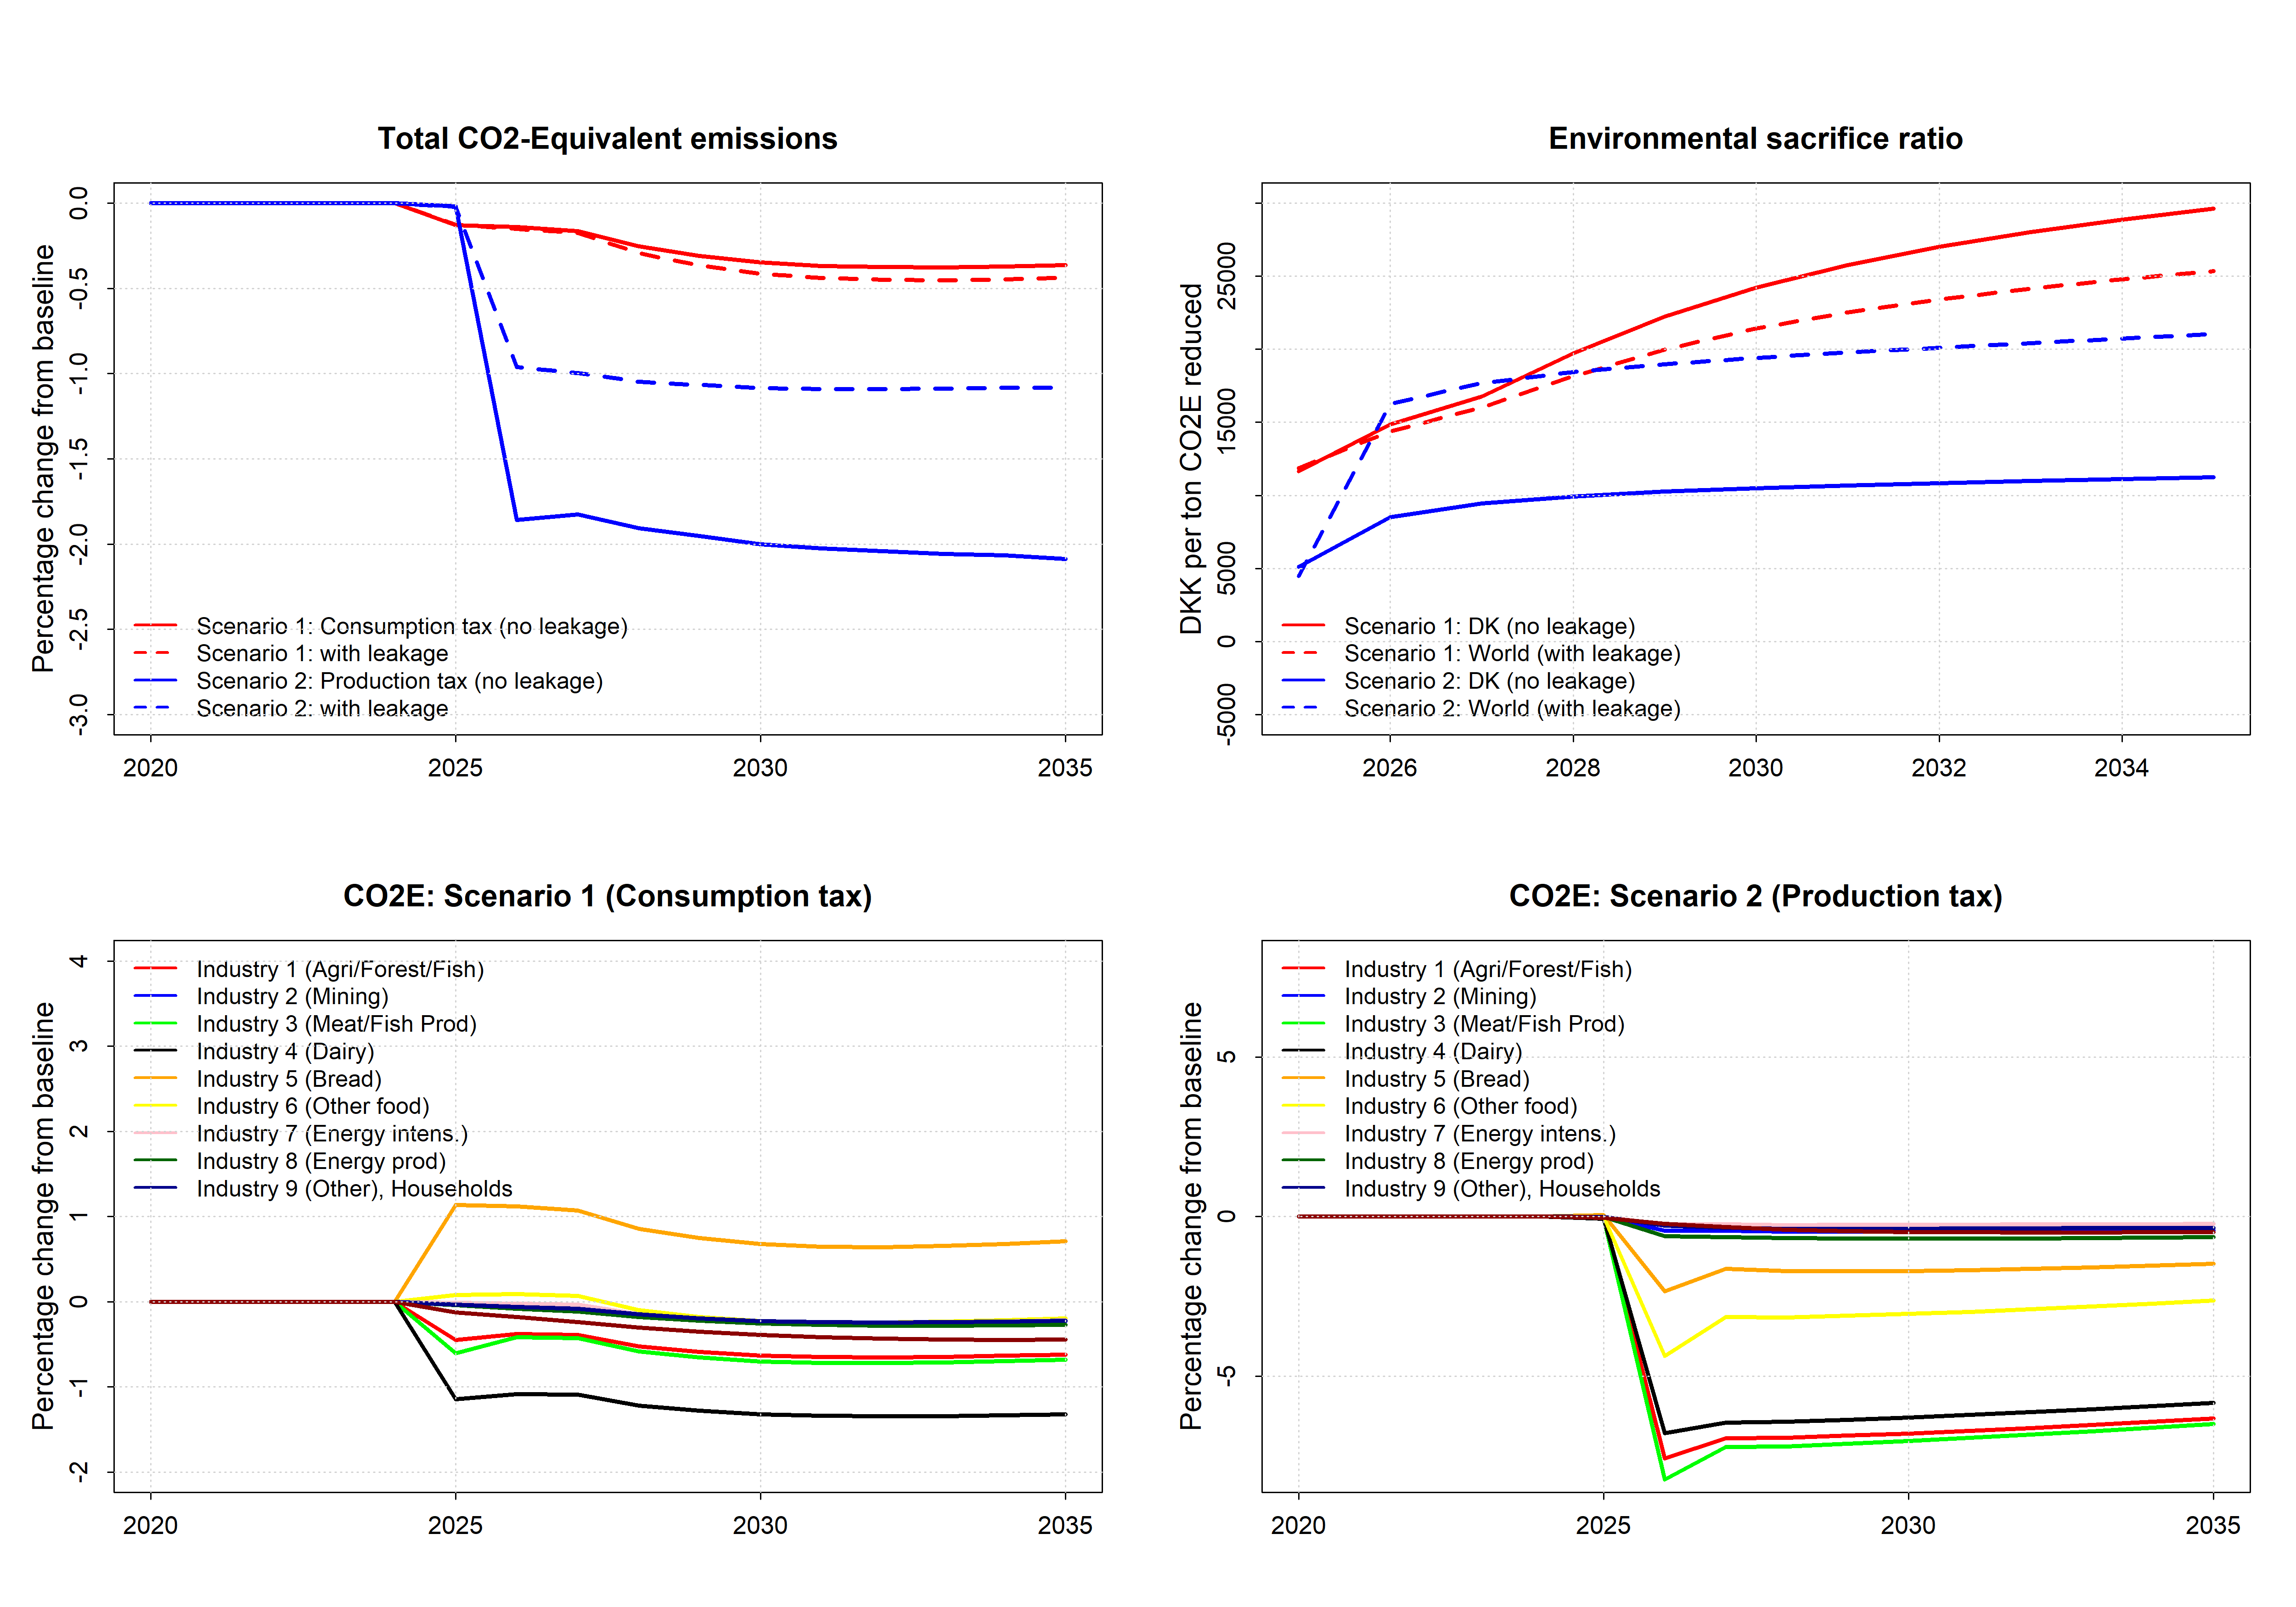 Total CO2-Equivalent emissions
Percentage change from baseline
0.0
-0.5
-1.0
-1.5
-2.0
-2.5
-3.0
Scenario 1: Consumption tax (no leakage)
Scenario 1: with leakage
Scenario 2: Production tax (no leakage)
Scenario 2: with leakage
2020
2025
2030
2035
Environmental sacrifice ratio
DKK per ton CO2E reduced
25000
15000
5000
0
-5000
Scenario 1: DK (no leakage)
Scenario 1: World (with leakage)
Scenario 2: DK (no leakage)
Scenario 2: World (with leakage)
2026
2028
2030
2032
2034
CO2E: Scenario 1 (Consumption tax)
Percentage change from baseline
4
3
2
1
0
-1
-2
Industry 1 (Agri/Forest/Fish)
Industry 2 (Mining)
Industry 3 (Meat/Fish Prod)
Industry 4 (Dairy)
Industry 5 (Bread)
Industry 6 (Other food)
Industry 7 (Energy intens.)
Industry 8 (Energy prod)
Industry 9 (Other), Households
2020
2025
2030
2035
CO2E: Scenario 2 (Production tax)
Percentage change from baseline
5
0
-5
Industry 1 (Agri/Forest/Fish)
Industry 2 (Mining)
Industry 3 (Meat/Fish Prod)
Industry 4 (Dairy)
Industry 5 (Bread)
Industry 6 (Other food)
Industry 7 (Energy intens.)
Industry 8 (Energy prod)
Industry 9 (Other), Households
2020
2025
2030
2035